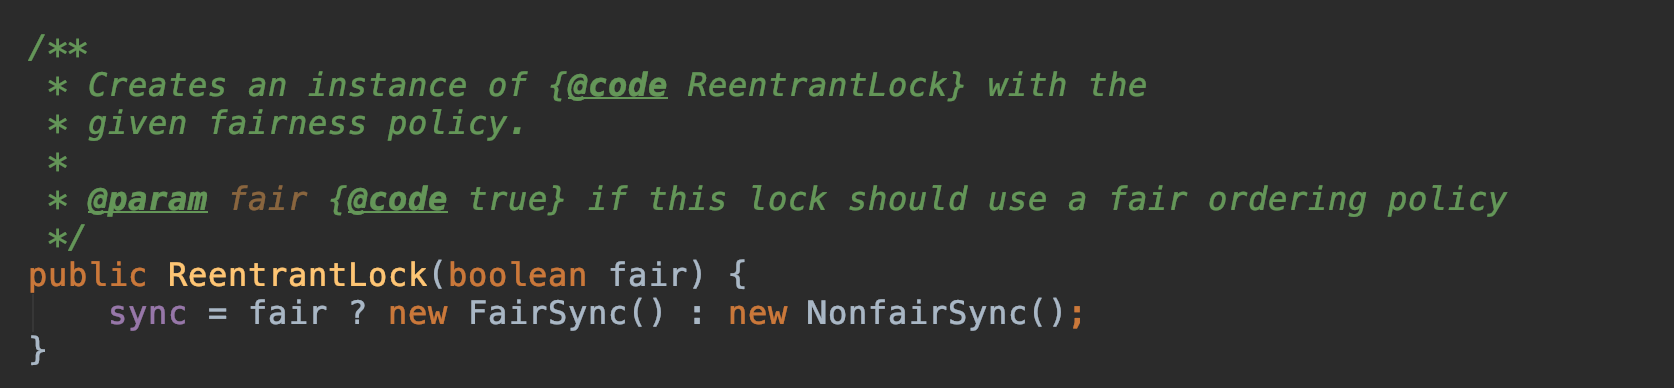 /**
 * Creates an instance of {@code ReentrantLock} with the
 * given fairness policy.
 *
 * @param fair {@code true} if this lock should use a fair ordering policy
 */
public ReentrantLock(boolean fair) {
    sync = fair ? new FairSync() : new NonfairSync();
}